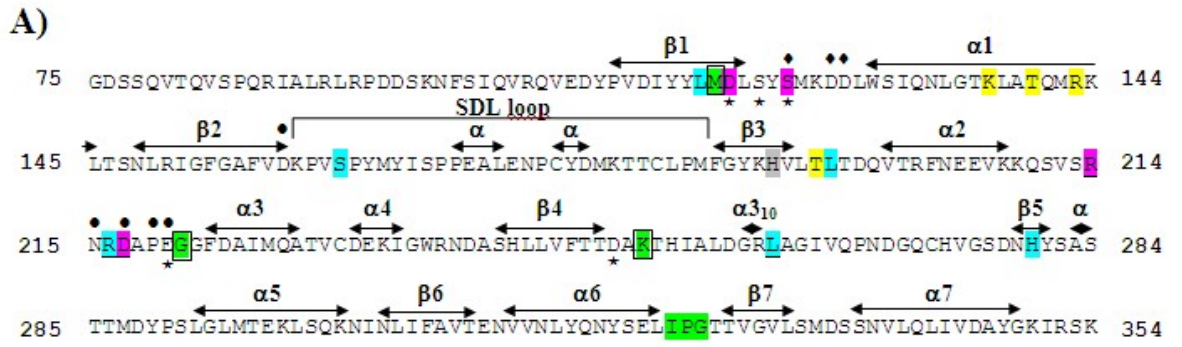 A)
β1 α1
75 GDSSQVTQVSPQRIALRLRPDDSKNFSIQVRQVEDYPVDIYYLMDLSYSMKDDLWSIQNLGTKLATQMRK 144
SDL loop
β2 α α β3 α2
145 LTSNLRIGFGAFVDKPVSPYMYISPPEALENPCYDMKTTCLPMFGYKHVLTLTDQVTRFNEEVKKQSVSR 214
α3 α4 β4 α3₁₀ β5 α
215 NRDAPEGGFDAIMQATVCDEKIGWRNDASHLLVFTTDAKTHIALDGRLAGIVQPNDGQCHVGSDNHYSAS 284
α5 β6 α6 β7 α7
285 TTMDYPSLGLMTEKLSQKNINLIFAVTENVVNLYQNYSELIPGTTVGVLSMDSSNVLQLIVDAYGKIRSK 354